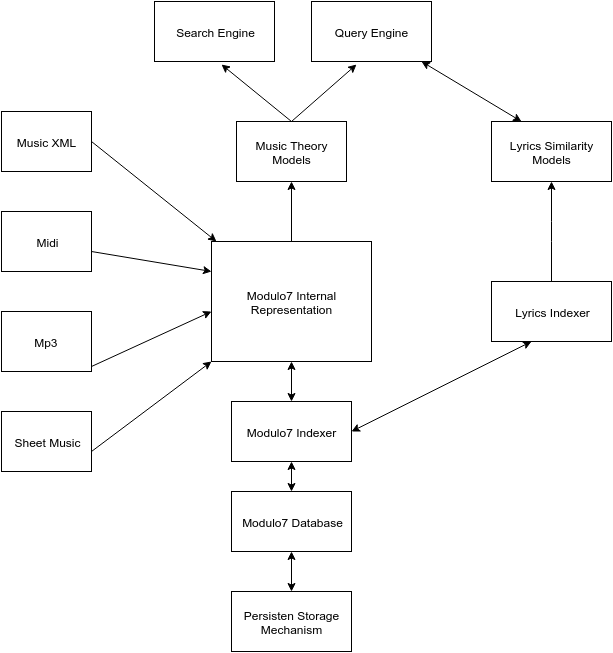 Search Engine
Query Engine
Music XML
Music Theory
Models
Lyrics Similarity
Models
Midi
Modulo7 Internal
Representation
Lyrics Indexer
Mp3
Sheet Music
Modulo7 Indexer
Modulo7 Database
Persisten Storage
Mechanism